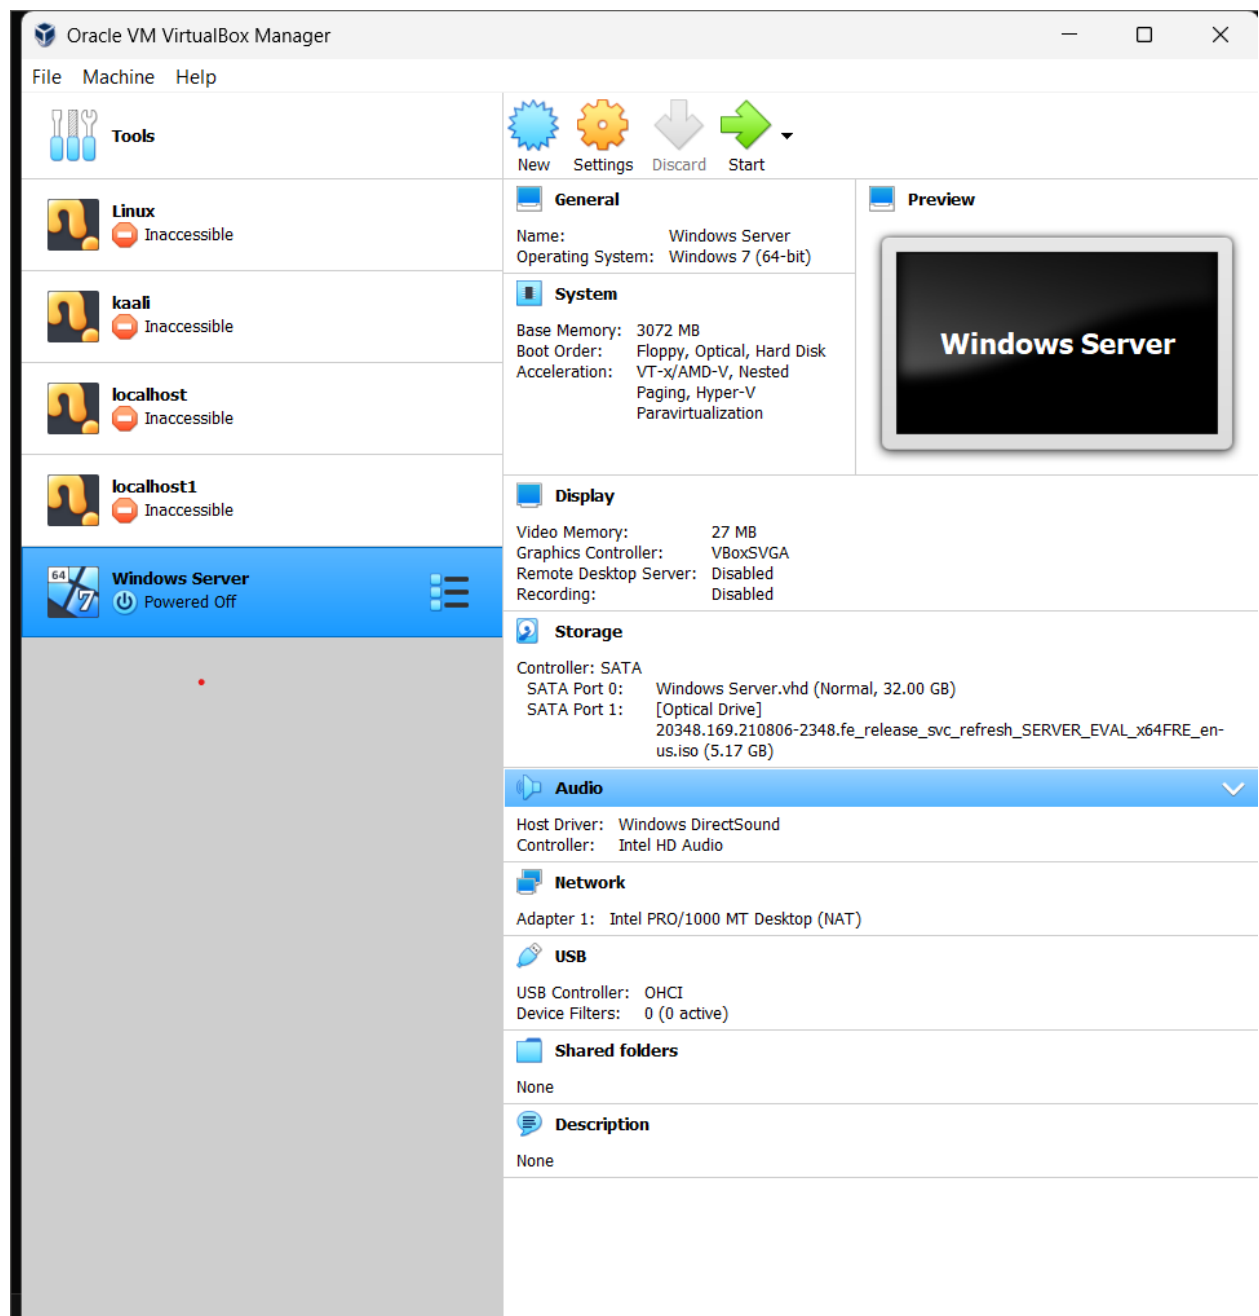 Oracle VM VirtualBox Manager
File Machine Help
Tools
New Settings Discard Start
Linux
Inaccessible
kaali
Inaccessible
localhost
Inaccessible
localhost1
Inaccessible
64
7
Windows Server
Powered Off
General
Name: Windows Server
Operating System: Windows 7 (64-bit)
Preview
Windows Server
System
Base Memory: 3072 MB
Boot Order: Floppy, Optical, Hard Disk
Acceleration: VT-x/AMD-V, Nested
Paging, Hyper-V
Paravirtualization
Display
Video Memory: 27 MB
Graphics Controller: VBoxSVGA
Remote Desktop Server: Disabled
Recording: Disabled
Storage
Controller: SATA
SATA Port 0: Windows Server.vhd (Normal, 32.00 GB)
SATA Port 1: [Optical Drive]
20348.169.210806-2348.fe_release_svc_refresh_SERVER_EVAL_x64FRE_en-
us.iso (5.17 GB)
Audio
Host Driver: Windows DirectSound
Controller: Intel HD Audio
Network
Adapter 1: Intel PRO/1000 MT Desktop (NAT)
USB
USB Controller: OHCI
Device Filters: 0 (0 active)
Shared folders
None
Description
None